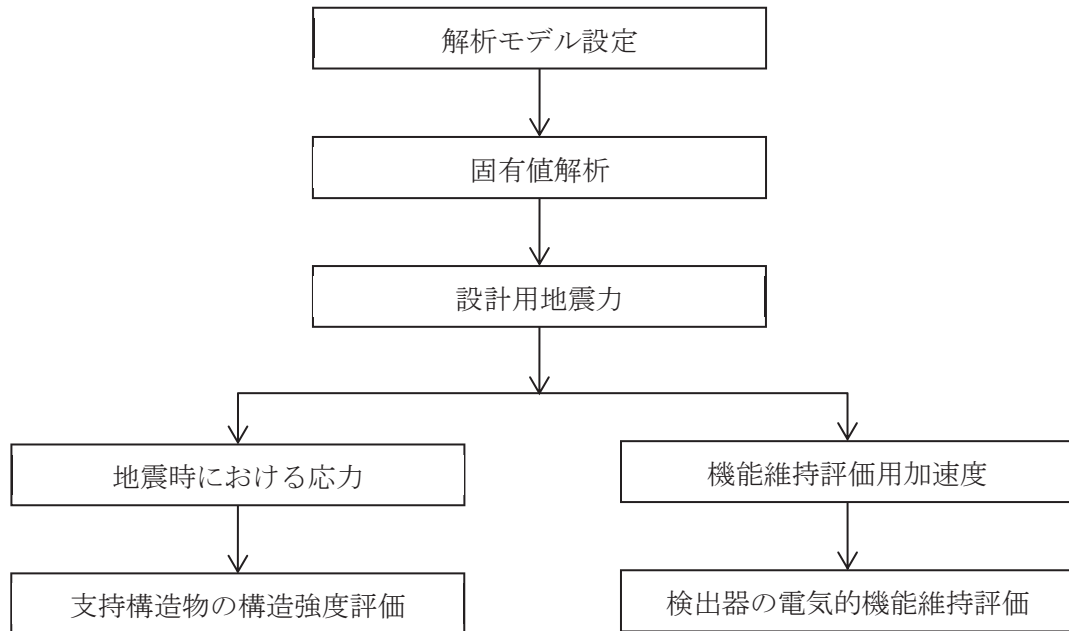 解析モデル設定
固有値解析
設計用地震力
地震時における応力
機能維持評価用加速度
支持構造物の構造強度評価
検出器の電気的機能維持評価